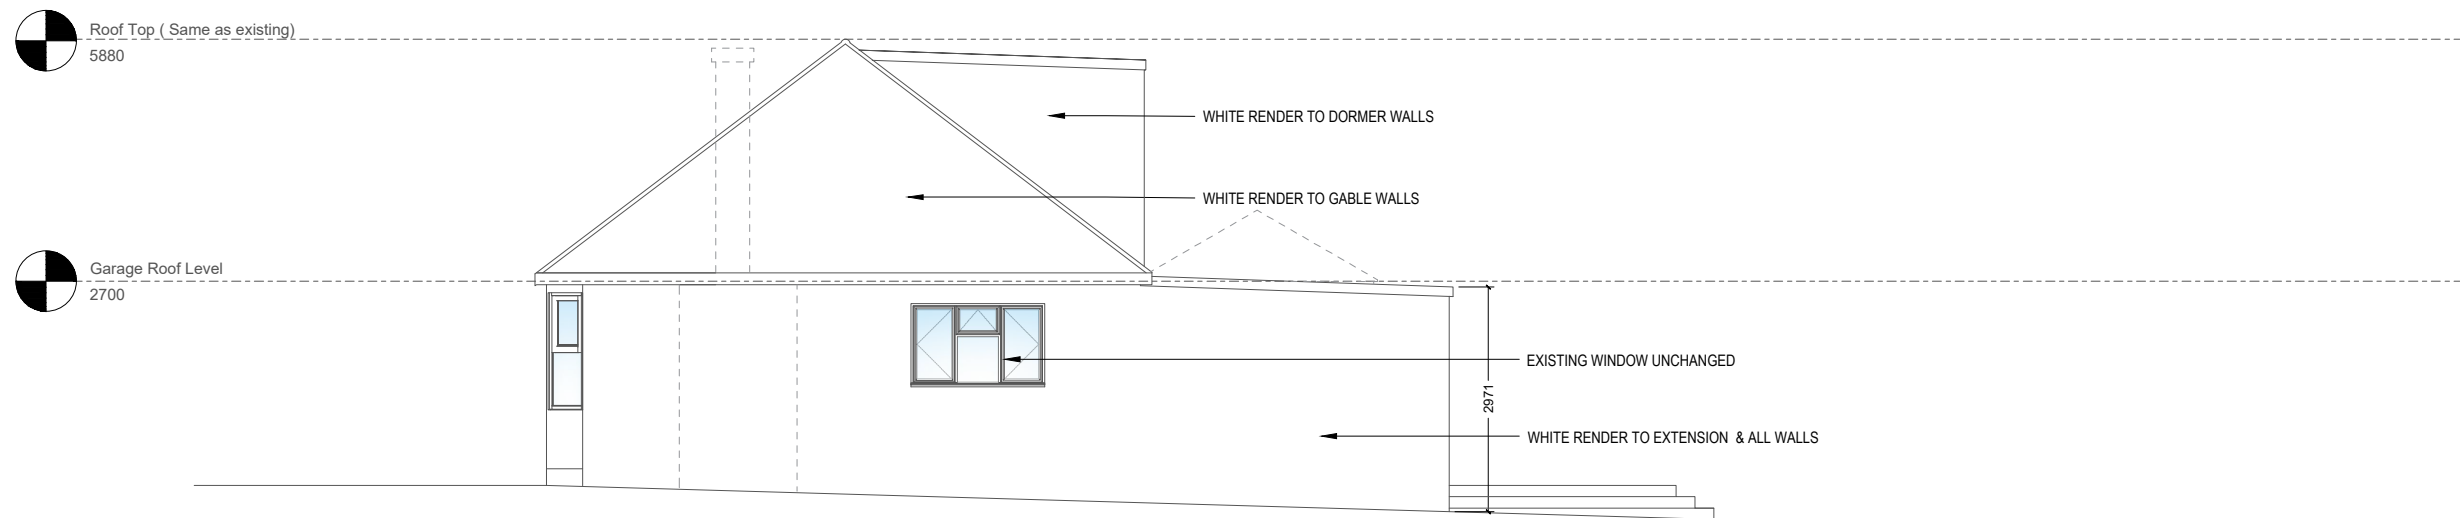 Roof Top ( Same as existing)
5880
WHITE RENDER TO DORMER WALLS
WHITE RENDER TO GABLE WALLS
Garage Roof Level
2700
EXISTING WINDOW UNCHANGED
2971
WHITE RENDER TO EXTENSION & ALL WALLS